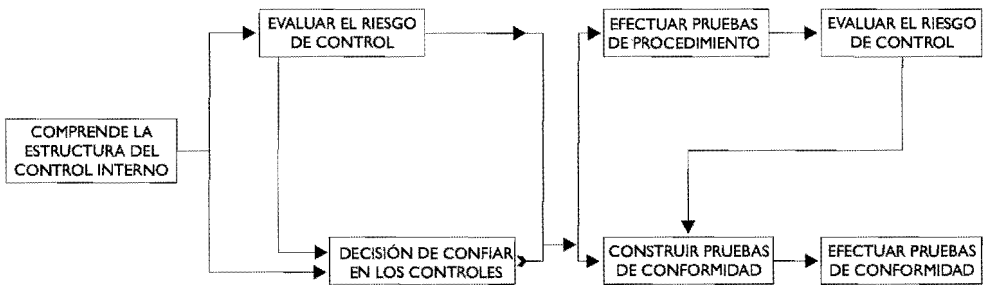 EVALUAR EL RIESGO
DE CONTROL
EFECTUAR PRUEBAS
DE PROCEDIMIENTO
EVALUAR EL RIESGO
DE CONTROL
COMPRENDE LA
ESTRUCTURA DEL
CONTROL INTERNO
DECISIÓN DE CONFIAR
EN LOS CONTROLES
CONSTRUIR PRUEBAS
DE CONFORMIDAD
EFECTUAR PRUEBAS
DE CONFORMIDAD